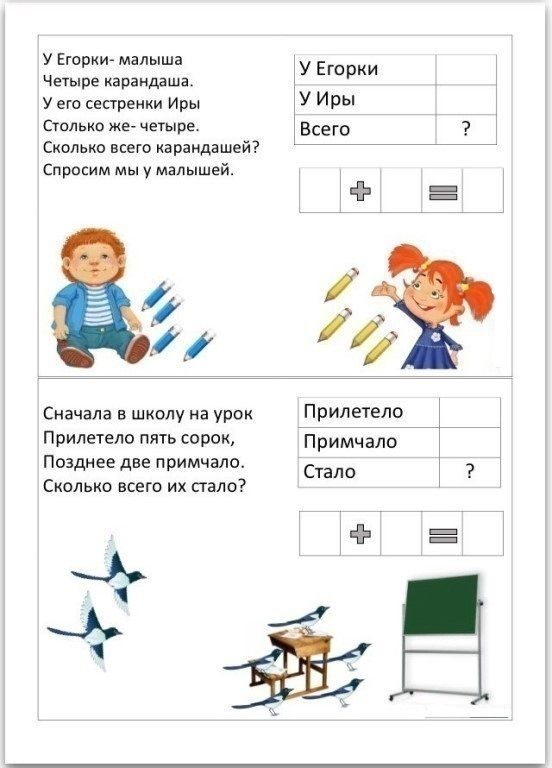 У Егорки- малыша
Четыре карандаша.
У его сестренки Иры
Столько же- четыре.
Сколько всего карандашей?
Спросим мы у малышей.
У Егорки
У Иры
Всего ?
+ =
Сначала в школу на урок
Прилетело пять сорок,
Позднее две примчало.
Сколько всего их стало?
Прилетело
Примчало
Стало ?
+ =